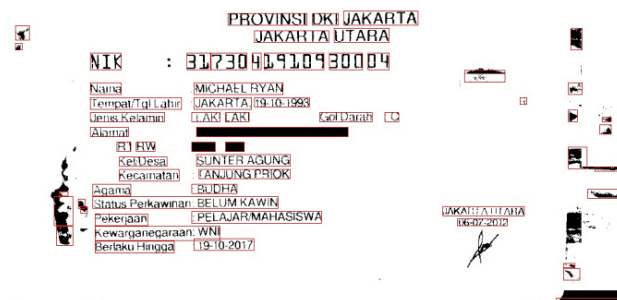 PROVINSI DKI JAKARTA
JAKARTA UTARA
NIK : 3173041910930004
Nama : MICHAEL RYAN
Tempat/Tgl Lahir : JAKARTA, 19-10-1993
Jenis Kelamin : LAKI LAKI Gol Darah : C
Alamat
RT RW
Kel/Desa : SUNTER AGUNG
Kecamatan : TANJUNG PRIOK
Agama : BUDHA
Status Perkawinan: BELUM KAWIN
Pekerjaan : PELAJAR/MAHASISWA
Kewarganegaraan: WNI
Berlaku Hingga : 19-10-2017
JAKARTA UTARA
06-07-2012